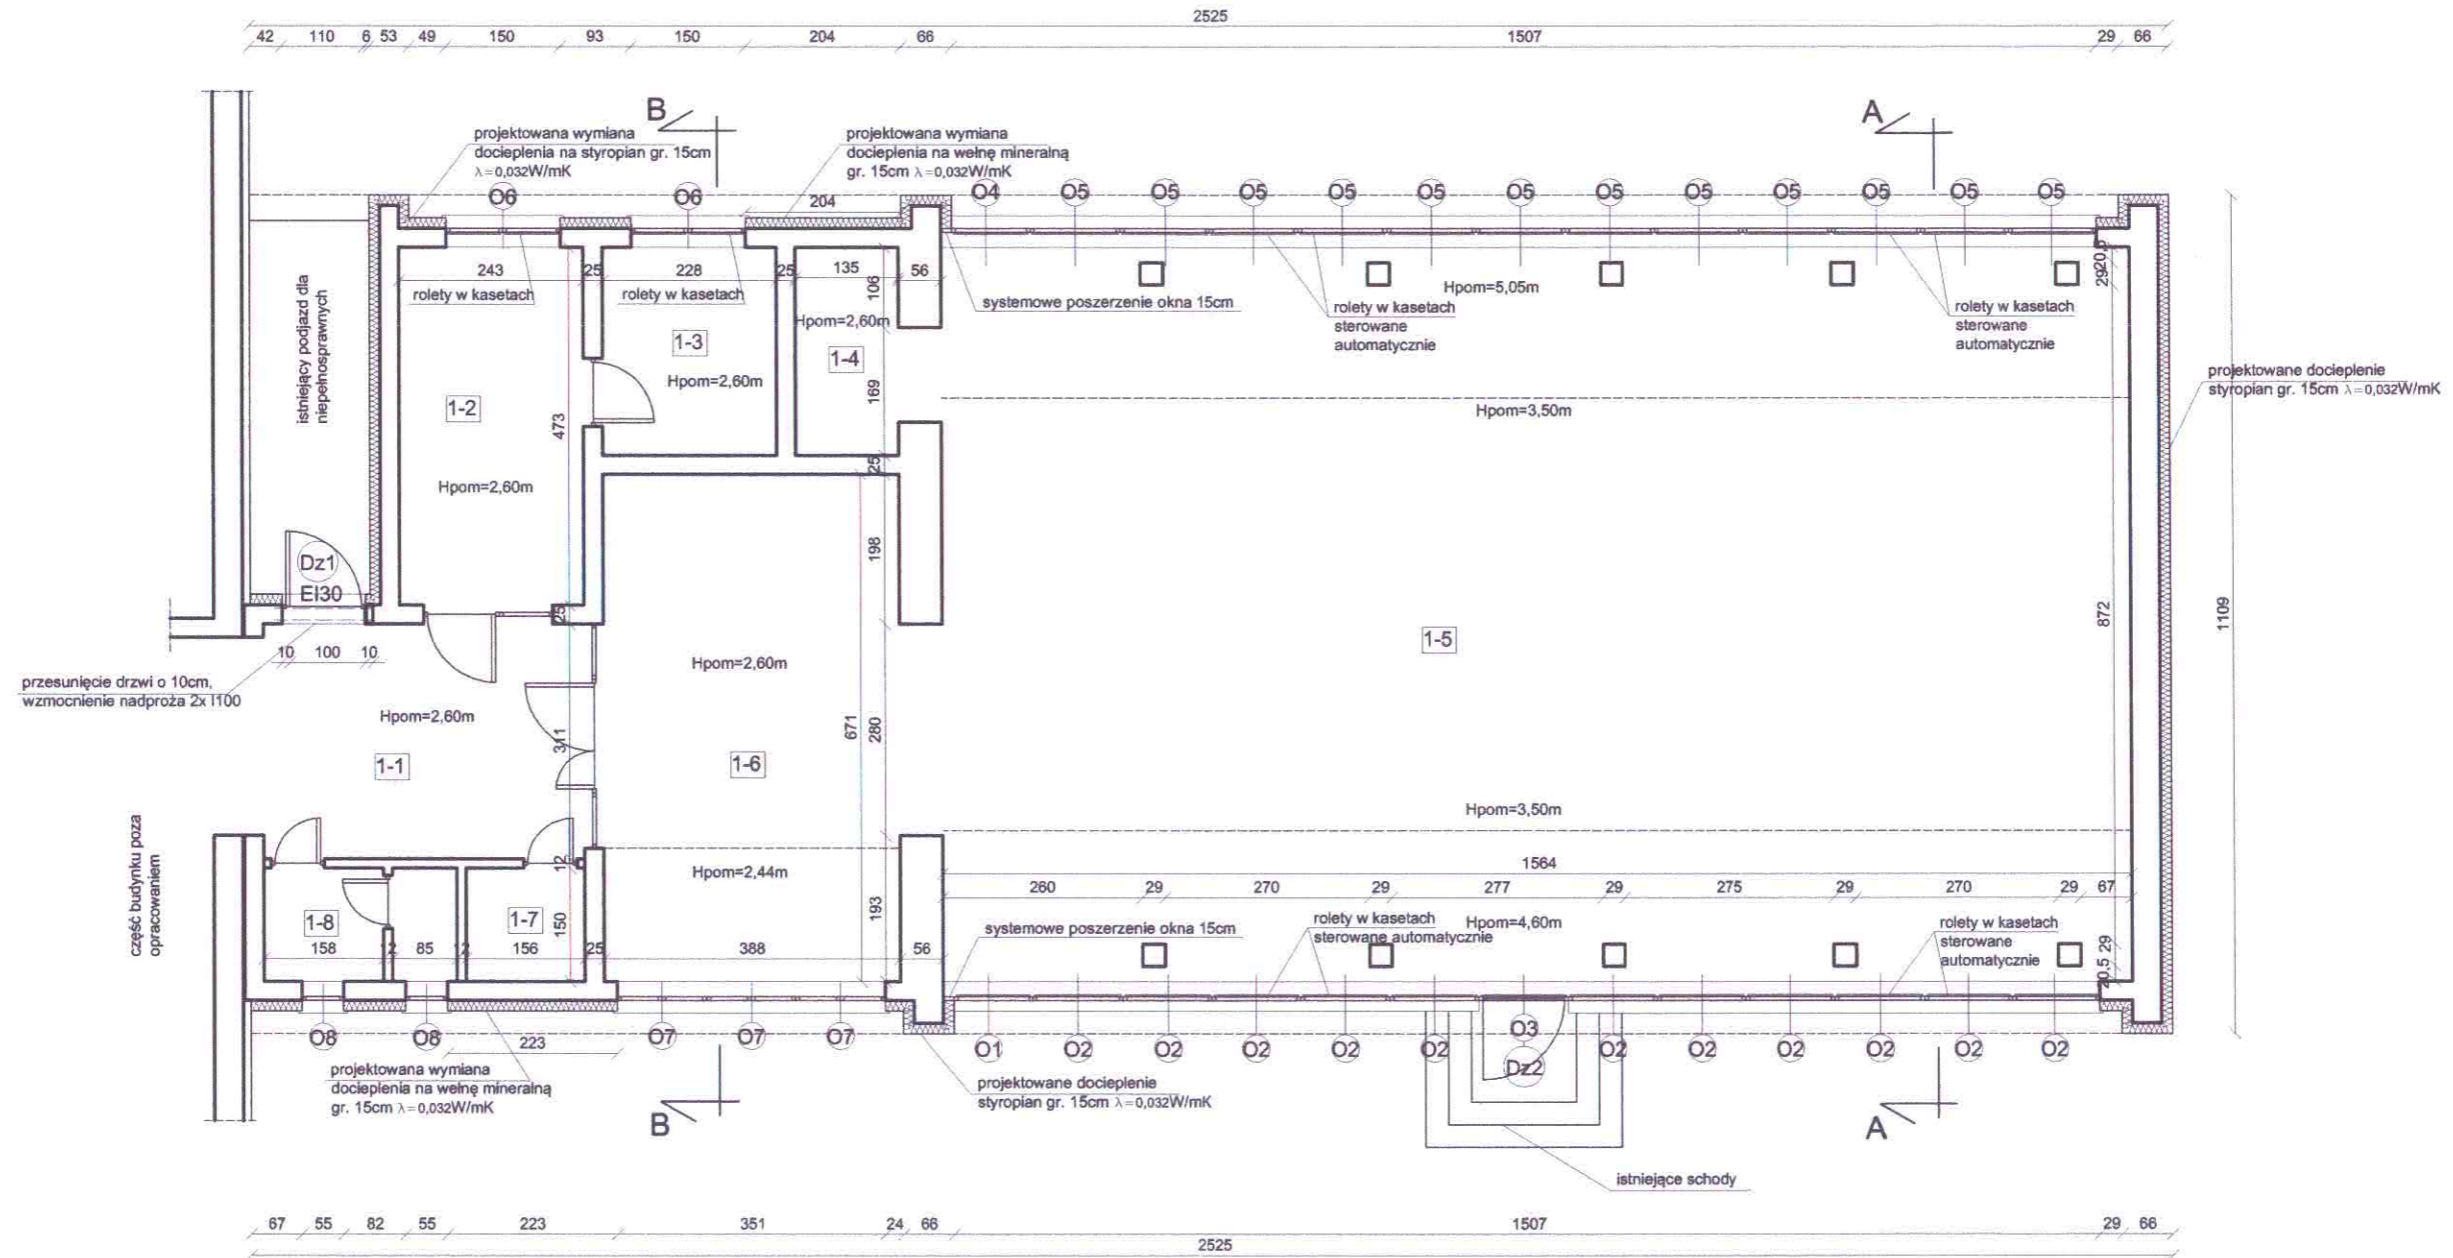 2525
42 110 6 53 49 150 93 150 204 66 1507 29 66
B
A
projektowana wymiana
docieplenia na styropian gr. 15cm
λ=0,032W/mK
projektowana wymiana
docieplenia na wełnę mineralną
gr. 15cm λ=0,032W/mK
O6 O6 204 O4 O5 O5 O5 O5 O5 O5 O5 O5 O5 O5 O5 O5
243 25 228 25 135 56
rolety w kasetach
rolety w kasetach
106
Hpom=2,60m
systemowe poszerzenie okna 15cm
rolety w kasetach
sterowane
automatycznie
Hpom=5,05m
rolety w kasetach
sterowane
automatycznie
20,5
29
istniejący podjazd dla
niepełnosprawnych
1-3
1-4
Hpom=2,60m
169
1-2
473
Hpom=3,50m
projektowane docieplenie
styropian gr. 15cm λ=0,032W/mK
25
Hpom=2,60m
198
Dz1
EI30
25
872
1109
1-5
10 100 10
przesunięcie drzwi o 10cm,
wzmocnienie nadproża 2x I100
Hpom=2,60m
Hpom=2,60m
311
671
280
1-1
1-6
część budynku poza
opracowaniem
Hpom=3,50m
12
Hpom=2,44m
1564
260 29 270 29 277 29 275 29 270 29 67
1-8
1-7
150
193
158 12 85 12 156 25 388 56
systemowe poszerzenie okna 15cm
rolety w kasetach
sterowane automatycznie
Hpom=4,60m
rolety w kasetach
sterowane
automatycznie
29
20,5
O8 O8 O7 O7 O7 O1 O2 O2 O2 O2 O2 O3 O2 O2 O2 O2 O2 O2
223
Dz2
projektowana wymiana
docieplenia na wełnę mineralną
gr. 15cm λ=0,032W/mK
projektowane docieplenie
styropian gr. 15cm λ=0,032W/mK
B
A
istniejące schody
67 55 82 55 223 351 24 66 1507 29 66
2525